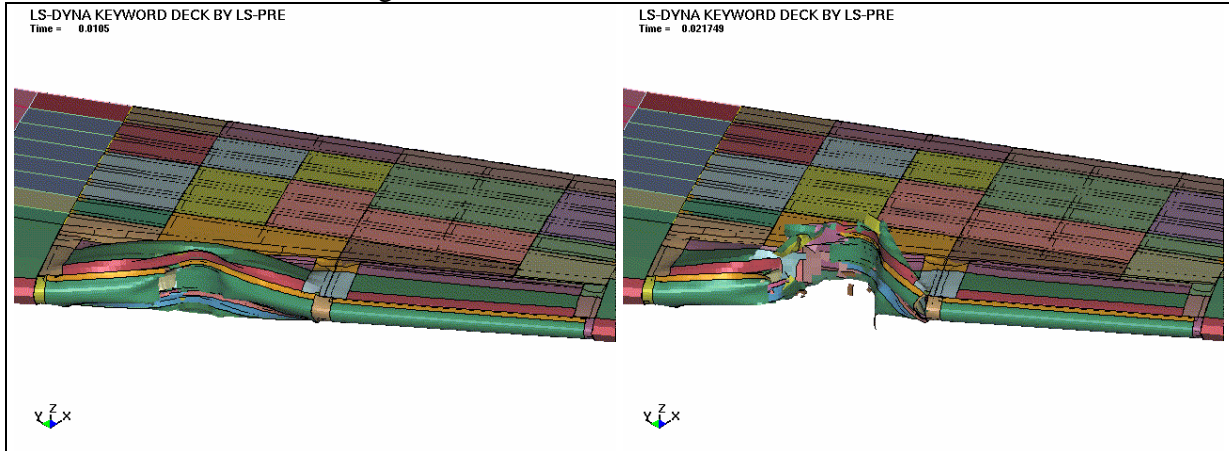 LS-DYNA KEYWORD DECK BY LS-PRE
Time = 0.0105
LS-DYNA KEYWORD DECK BY LS-PRE
Time = 0.021749
Y Z X
Y Z X